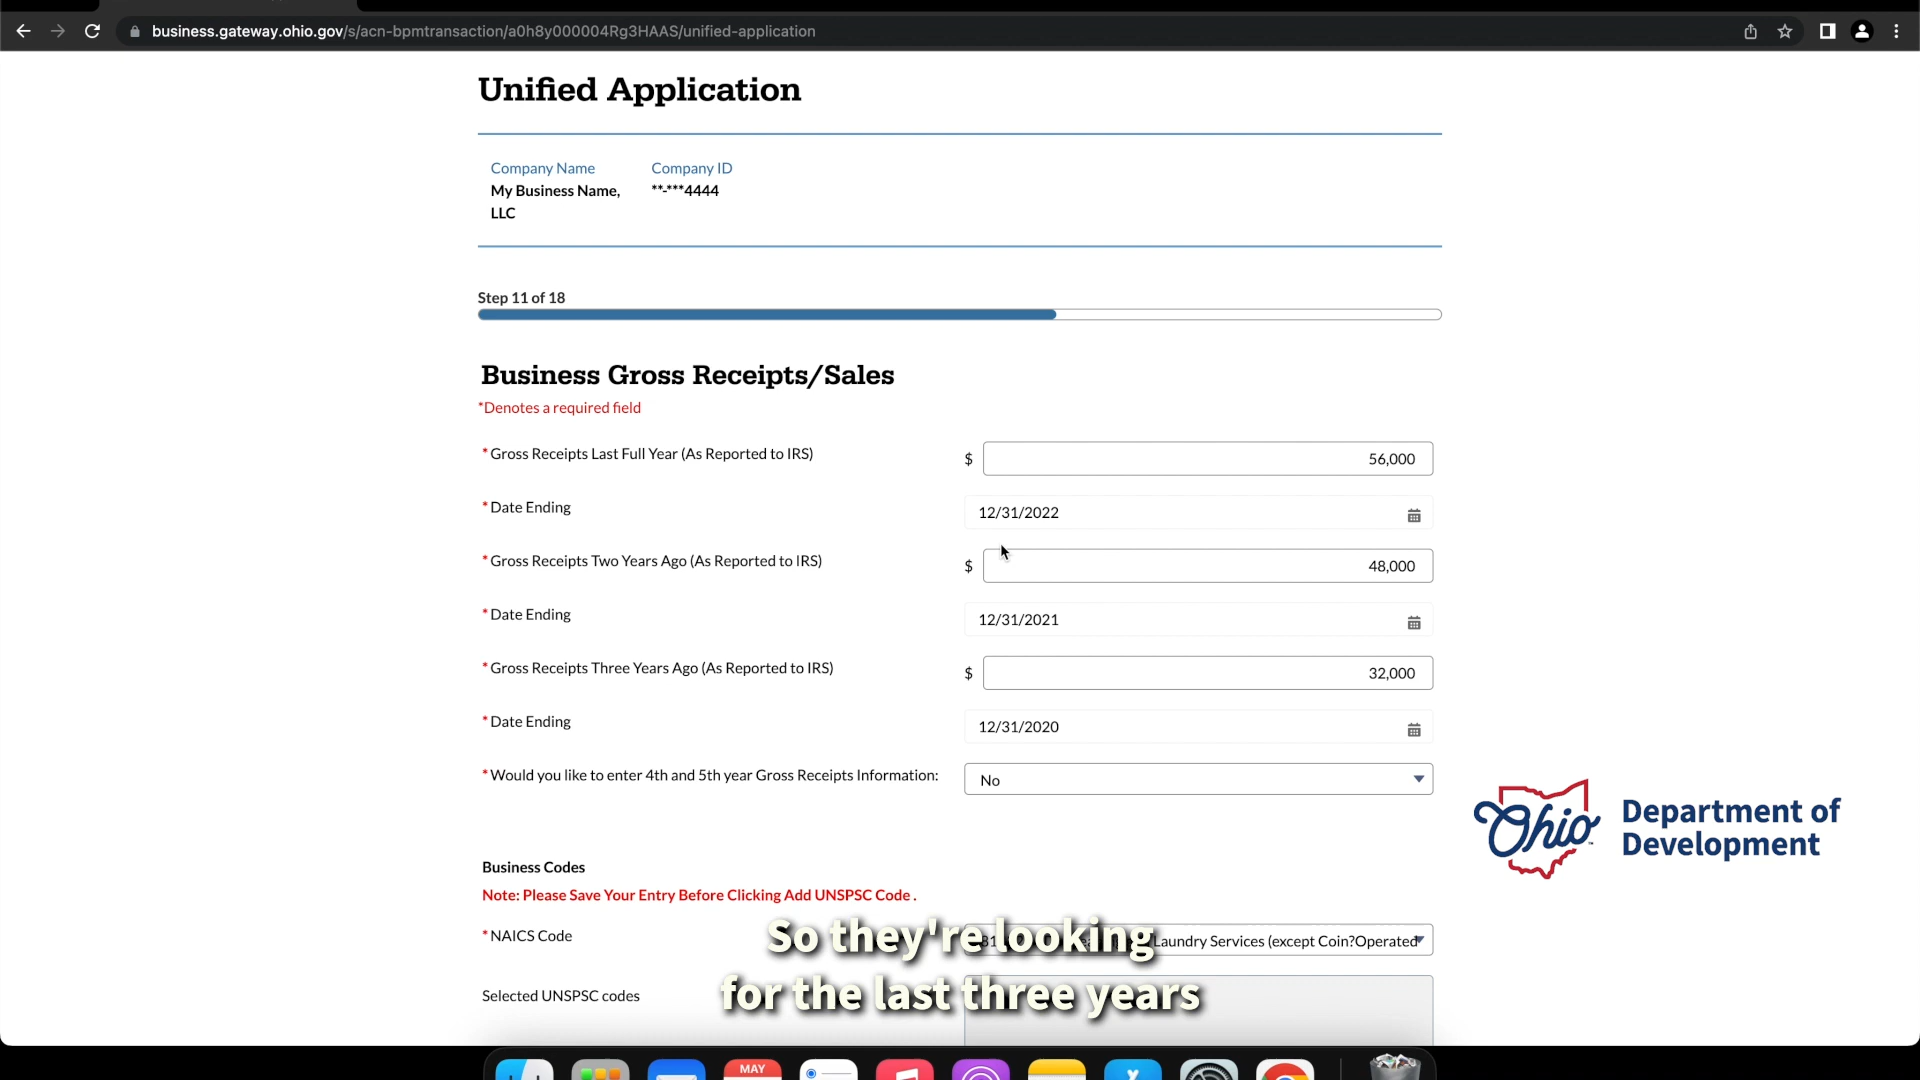 business.gateway.ohio.gov/s/acn-bpmtransaction/a0h8y000004Rg3HAAS/unified-application
Unified Application
Company Name
Company ID
My Business Name,
LLC
**-***4444
Step 11 of 18
Business Gross Receipts/Sales
*Denotes a required field
*Gross Receipts Last Full Year (As Reported to IRS)
$ 56,000
*Date Ending
12/31/2022
*Gross Receipts Two Years Ago (As Reported to IRS)
$ 48,000
*Date Ending
12/31/2021
*Gross Receipts Three Years Ago (As Reported to IRS)
$ 32,000
*Date Ending
12/31/2020
*Would you like to enter 4th and 5th year Gross Receipts Information:
No
Ohio
Department of
Development
Business Codes
Note: Please Save Your Entry Before Clicking Add UNSPSC Code .
*NAICS Code
Laundry Services (except Coin?Operated
Selected UNSPSC codes
So they're looking
for the last three years
MAY